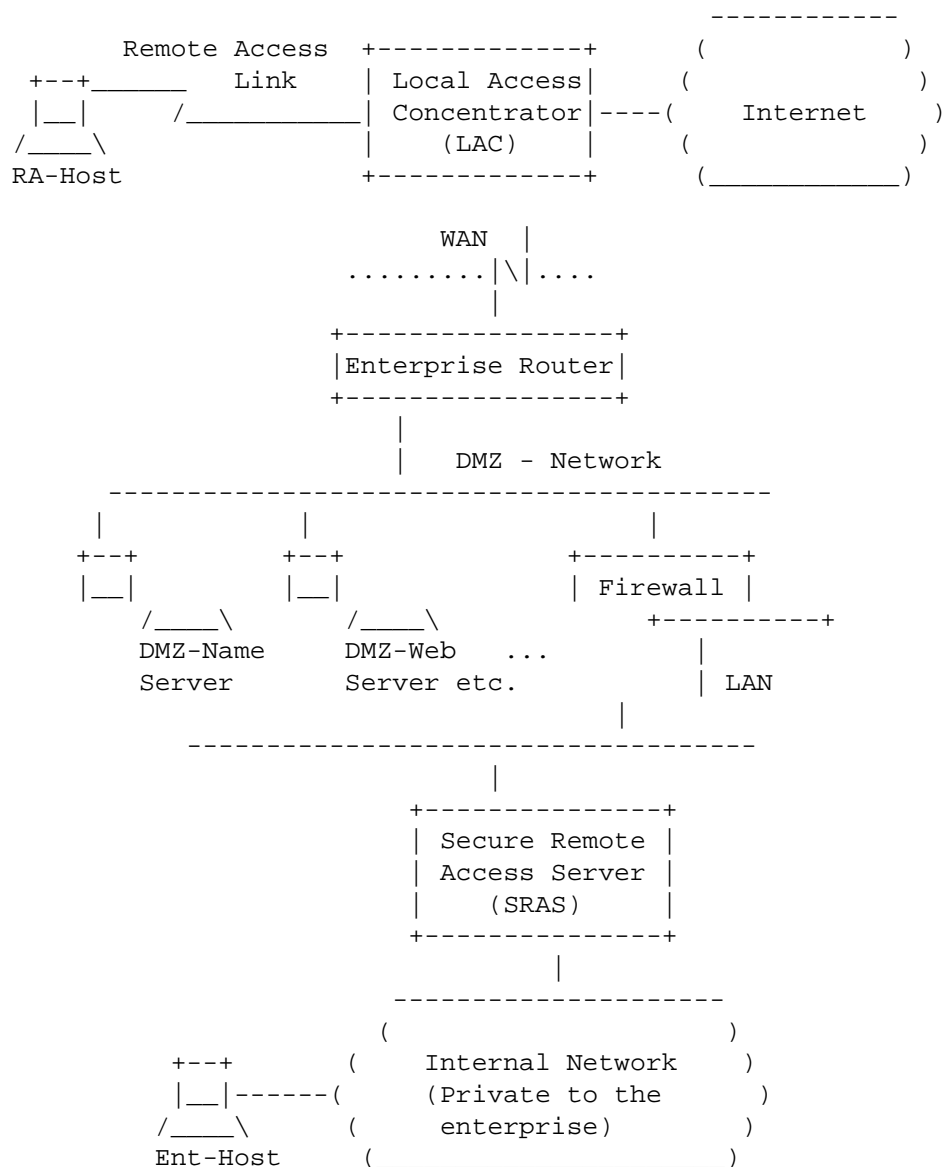 Remote Access
Link
Local Access
Concentrator
(LAC)
Internet
RA-Host
WAN
Enterprise Router
DMZ - Network
Firewall
DMZ-Name
Server
DMZ-Web
Server etc.
...
LAN
Secure Remote
Access Server
(SRAS)
Internal Network
(Private to the
enterprise)
Ent-Host